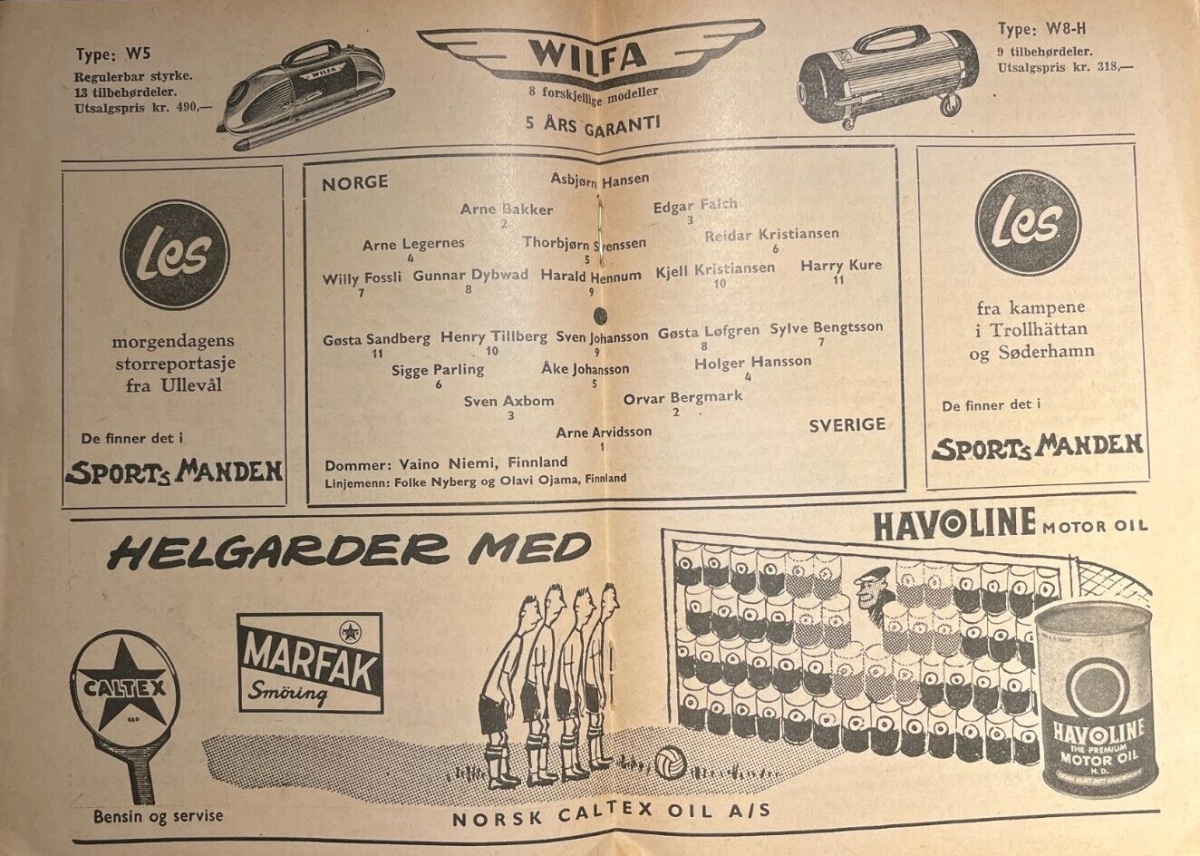 Type: W5
Regulerbar styrke.
13 tilbehørdeler.
Utsalgspris kr. 490,—
WILFA
WILFA
8 forskjellige modeller
5 ÅRS GARANTI
Type: W8-H
9 tilbehørdeler.
Utsalgspris kr. 318,—
Les
morgendagens
storreportasje
fra Ullevål
De finner det i
SPORTsMANDEN
NORGE
Asbjørn Hansen
Arne Bakker Edgar Falch
2 3
Arne Legernes Thorbjørn Svenssen Reidar Kristiansen
4 5 6
Willy Fossli Gunnar Dybwad Harald Hennum Kjell Kristiansen Harry Kure
7 8 9 10 11
Gøsta Sandberg Henry Tillberg Sven Johansson Gøsta Løfgren Sylve Bengtsson
11 10 9 8 7
Sigge Parling Åke Johansson Holger Hansson
6 5 4
Sven Axbom Orvar Bergmark
3 2
Arne Arvidsson
1
SVERIGE
Dommer: Vaino Niemi, Finnland
Linjemenn: Folke Nyberg og Olavi Ojama, Finnland
Les
fra kampene
i Trollhättan
og Søderhamn
De finner det i
SPORTsMANDEN
HELGARDER MED
HAVOLINE MOTOR OIL
CALTEX
MARFAK
Smöring
HAVOLINE
THE PREMIUM
MOTOR OIL
H.D.
Bensin og servise
NORSK CALTEX OIL A/S